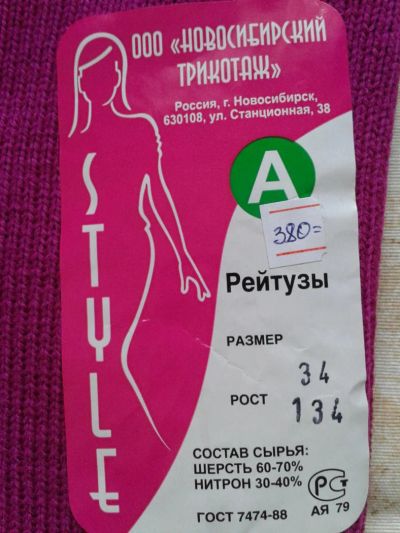 ООО «НОВОСИБИРСКИЙ
ТРИКОТАЖ»
Россия, г. Новосибирск,
630108, ул. Станционная, 38
STYLE
А
380=
Рейтузы
РАЗМЕР
34
РОСТ
134
СОСТАВ СЫРЬЯ:
ШЕРСТЬ 60-70%
НИТРОН 30-40%
РСТ
ГОСТ 7474-88
АЯ 79